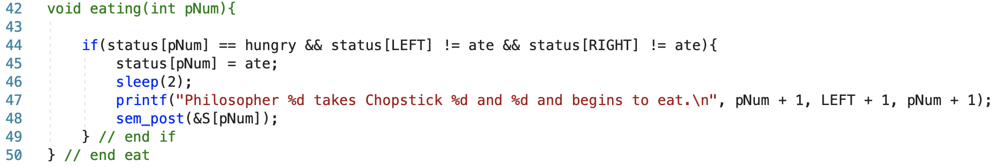 42 void eating(int pNum){
43
44 if(status[pNum] == hungry && status[LEFT] != ate && status[RIGHT] != ate){
45 status[pNum] = ate;
46 sleep(2);
47 printf("Philosopher %d takes Chopstick %d and %d and begins to eat.\n", pNum + 1, LEFT + 1, pNum + 1);
48 sem_post(&S[pNum]);
49 } // end if
50 } // end eat